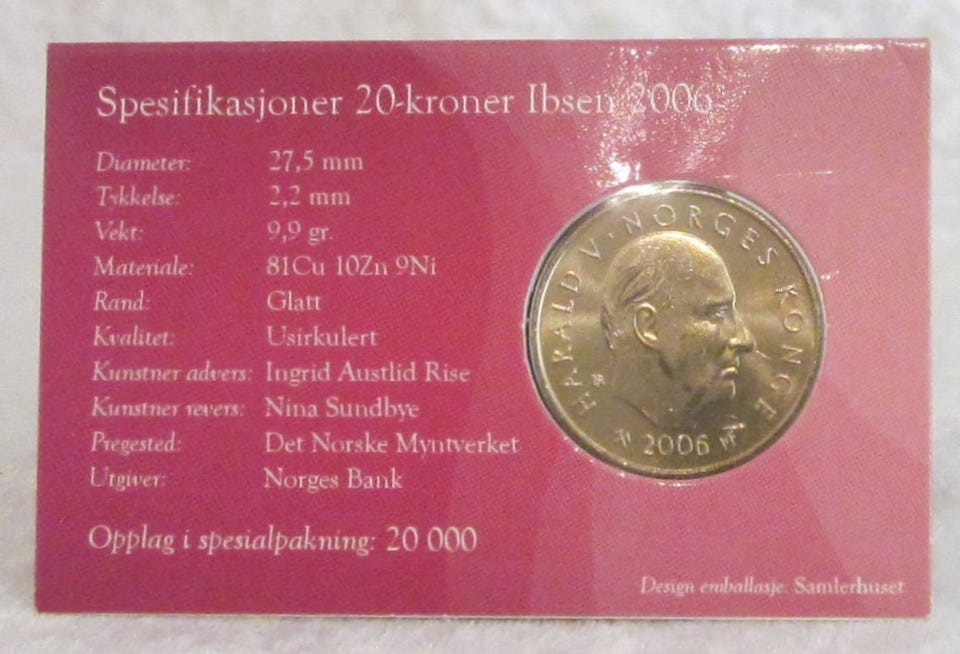 Spesifikasjoner 20-kroner Ibsen 2006
Diameter: 27,5 mm
Tykkelse: 2,2 mm
Vekt: 9,9 gr.
Materiale: 81Cu 10Zn 9Ni
Rand: Glatt
Kvalitet: Usirkulert
Kunstner advers: Ingrid Austlid Rise
Kunstner revers: Nina Sundbye
Pregested: Det Norske Myntverket
Utgiver: Norges Bank
Opplag i spesialpakning: 20 000
Design emballasje: Samlerhuset
HARALD V · NORGES KONGE
2006